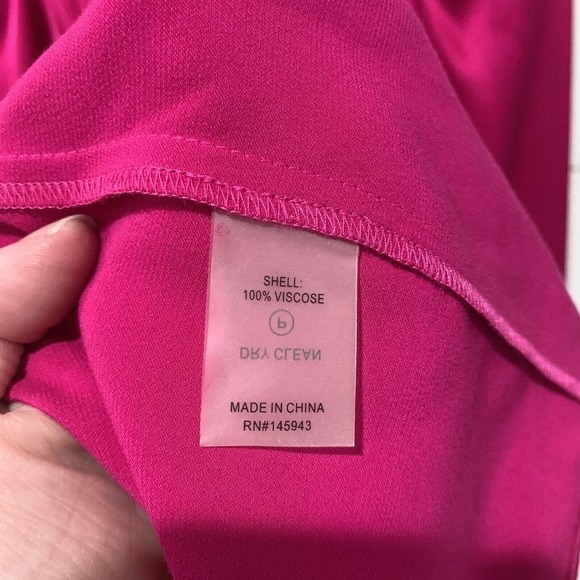 SHELL:
100% VISCOSE
P
DRY CLEAN
MADE IN CHINA
RN#145943